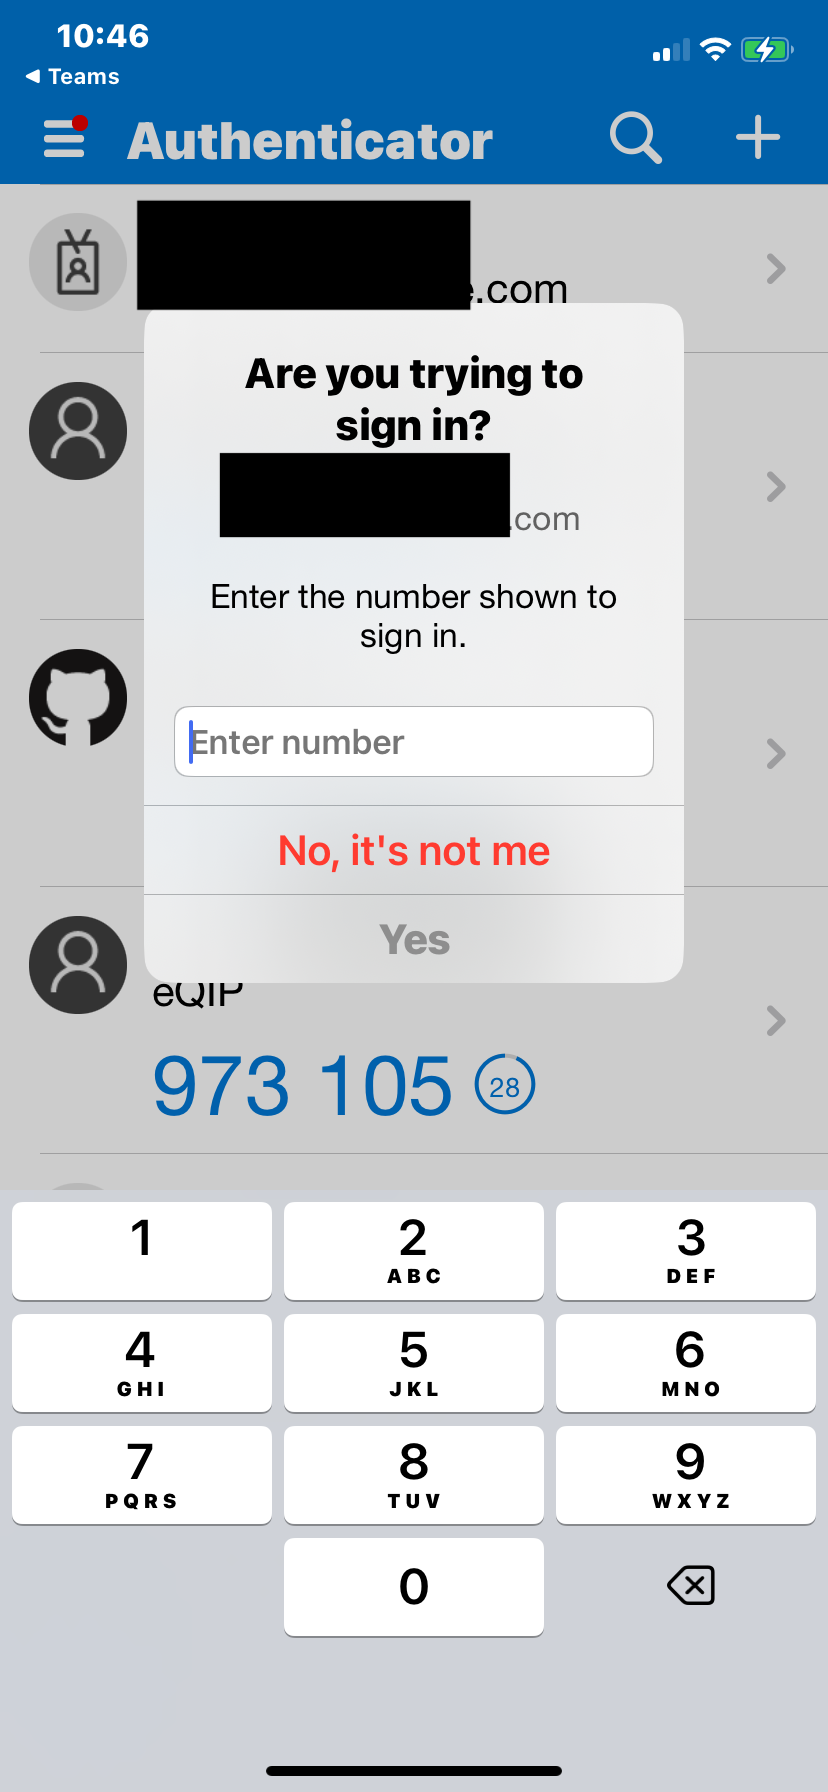 10:46
Teams
Authenticator
.com
Are you trying to
sign in?
.com
Enter the number shown to
sign in.
Enter number
No, it's not me
Yes
eQIP
973 105
28
1
2
ABC
3
DEF
4
GHI
5
JKL
6
MNO
7
PQRS
8
TUV
9
WXYZ
0